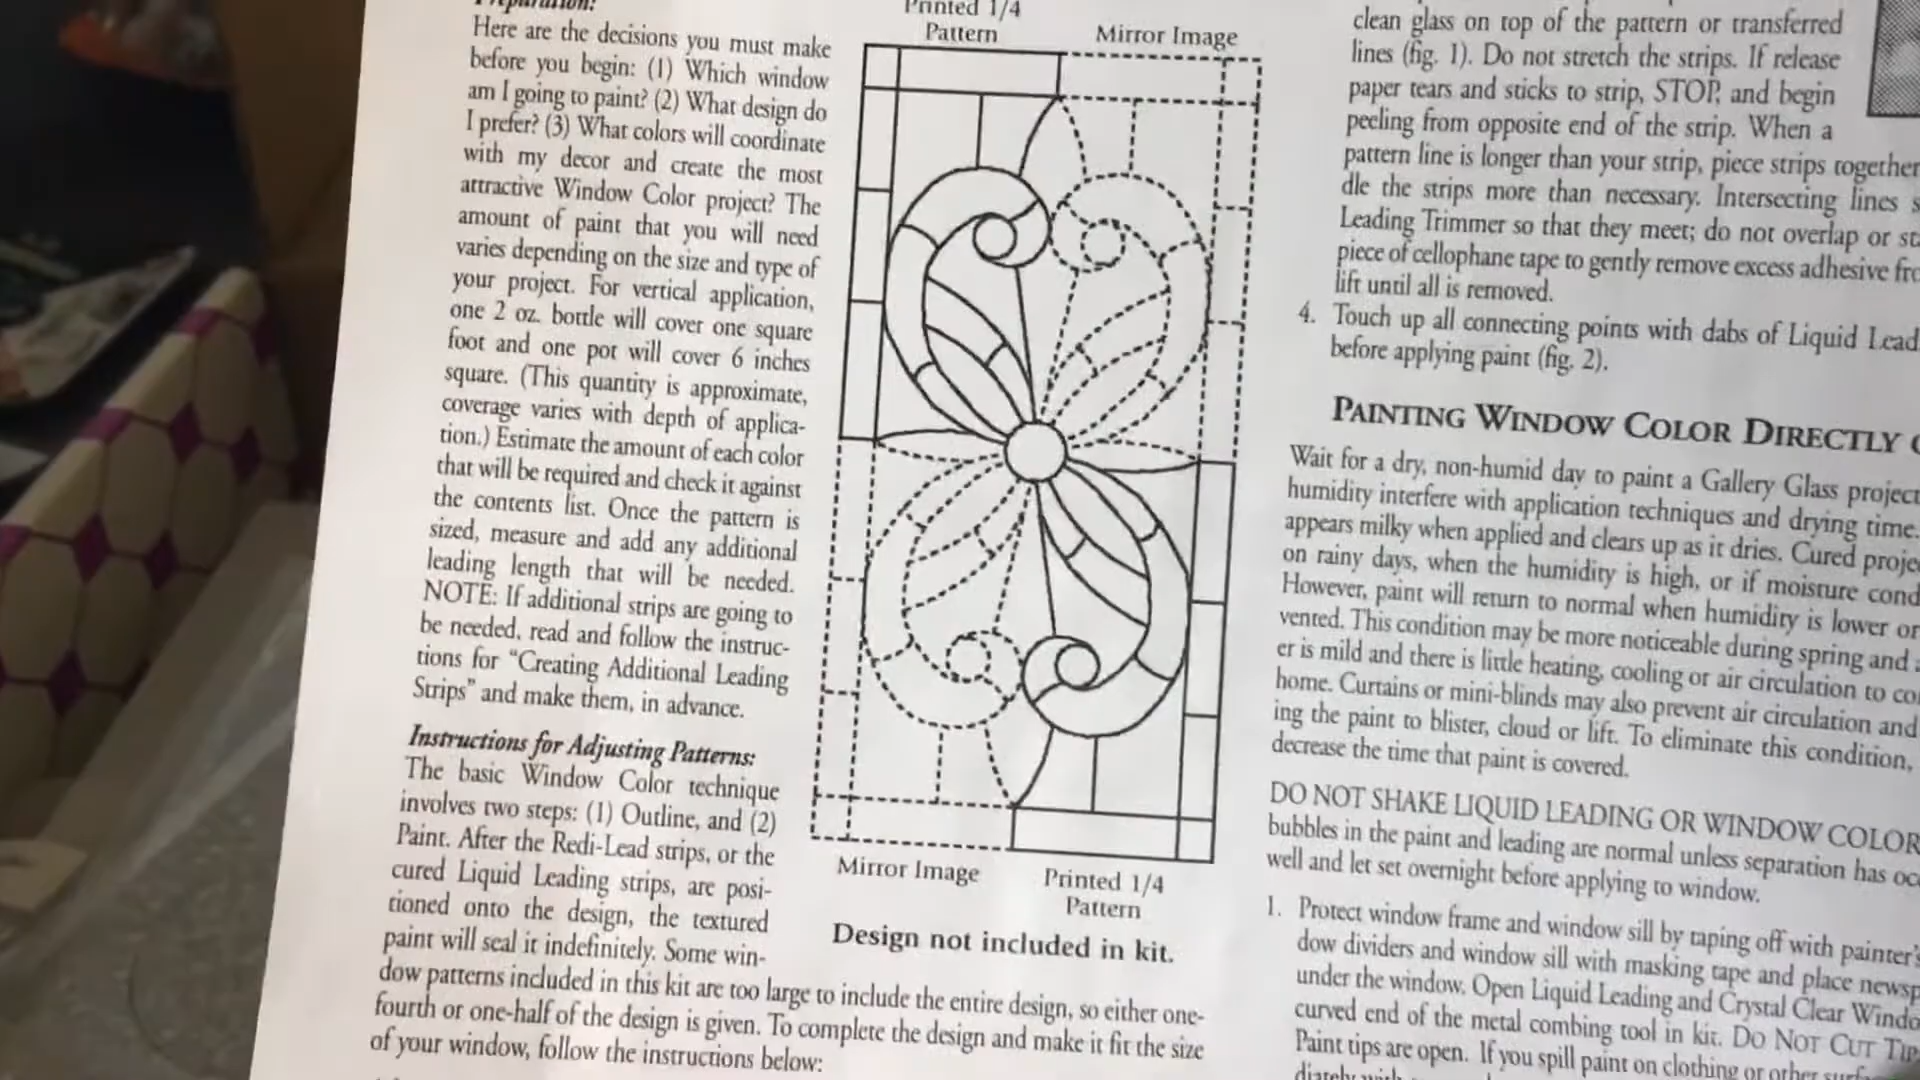 Preparation:
Here are the decisions you must make
before you begin: (1) Which window
am I going to paint? (2) What design do
I prefer? (3) What colors will coordinate
with my decor and create the most
attractive Window Color project? The
amount of paint that you will need
varies depending on the size and type of
your project. For vertical application,
one 2 oz. bottle will cover one square
foot and one pot will cover 6 inches
square. (This quantity is approximate,
coverage varies with depth of applica-
tion.) Estimate the amount of each color
that will be required and check it against
the contents list. Once the pattern is
sized, measure and add any additional
leading length that will be needed.
NOTE: If additional strips are going to
be needed, read and follow the instruc-
tions for "Creating Additional Leading
Strips" and make them, in advance.
Instructions for Adjusting Patterns:
The basic Window Color technique
involves two steps: (1) Outline, and (2)
Paint. After the Redi-Lead strips, or the
cured Liquid Leading strips, are posi-
tioned onto the design, the textured
paint will seal it indefinitely. Some win-
dow patterns included in this kit are too large to include the entire design, so either one-
fourth or one-half of the design is given. To complete the design and make it fit the size
of your window, follow the instructions below:
Printed 1/4
Pattern
Mirror Image
Mirror Image
Printed 1/4
Pattern
Design not included in kit.
clean glass on top of the pattern or transferred
lines (fig. 1). Do not stretch the strips. If release
paper tears and sticks to strip, STOP, and begin
peeling from opposite end of the strip. When a
pattern line is longer than your strip, piece strips together
dle the strips more than necessary. Intersecting lines s
Leading Trimmer so that they meet; do not overlap or st
piece of cellophane tape to gently remove excess adhesive fro
lift until all is removed.
4. Touch up all connecting points with dabs of Liquid Lead
before applying paint (fig. 2).
PAINTING WINDOW COLOR DIRECTLY
Wait for a dry, non-humid day to paint a Gallery Glass project
humidity interfere with application techniques and drying time.
appears milky when applied and clears up as it dries. Cured proje
on rainy days, when the humidity is high, or if moisture cond
However, paint will return to normal when humidity is lower or
vented. This condition may be more noticeable during spring and
er is mild and there is little heating, cooling or air circulation to co
home. Curtains or mini-blinds may also prevent air circulation and
ing the paint to blister, cloud or lift. To eliminate this condition,
decrease the time that paint is covered.
DO NOT SHAKE LIQUID LEADING OR WINDOW COLOR
bubbles in the paint and leading are normal unless separation has oc
well and let set overnight before applying to window.
1. Protect window frame and window sill by taping off with painter's
dow dividers and window sill with masking tape and place newsp
under the window. Open Liquid Leading and Crystal Clear Windo
curved end of the metal combing tool in kit. DO NOT CUT TIP
Paint tips are open. If you spill paint on clothing or other surf